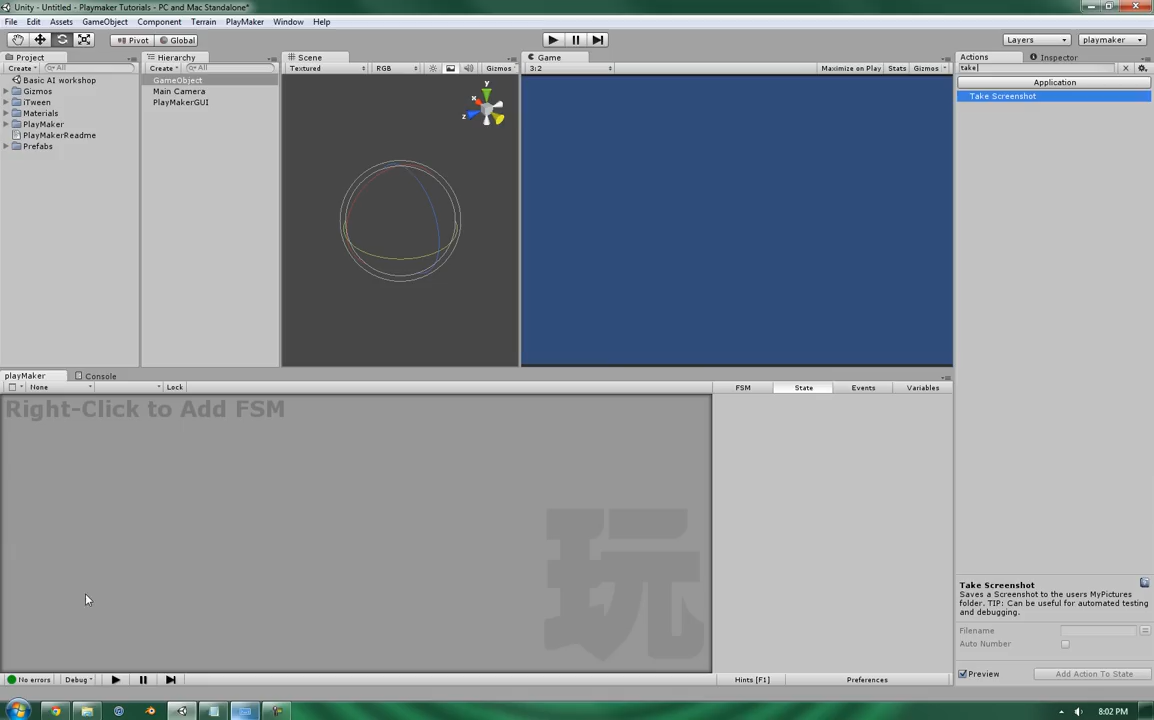 Unity - Untitled - Playmaker Tutorials - PC and Mac Standalone*
File Edit Assets GameObject Component Terrain PlayMaker Window Help
Pivot Global Layers playmaker
Project Hierarchy Scene Game Actions Inspector
Create All Create All Textured RGB Gizmos 3:2 Maximize on Play Stats Gizmos take
Basic AI workshop
Gizmos
iTween
Materials
PlayMaker
PlayMakerReadme
Prefabs
GameObject
Main Camera
PlayMakerGUI
y
x
z
Application
Take Screenshot
playMaker Console
None Lock FSM State Events Variables
Right-Click to Add FSM
玩
Take Screenshot
Saves a Screenshot to the users MyPictures
folder. TIP: Can be useful for automated testing
and debugging.
Filename
Auto Number
Preview Add Action To State
No errors Debug Hints [F1] Preferences
8:02 PM